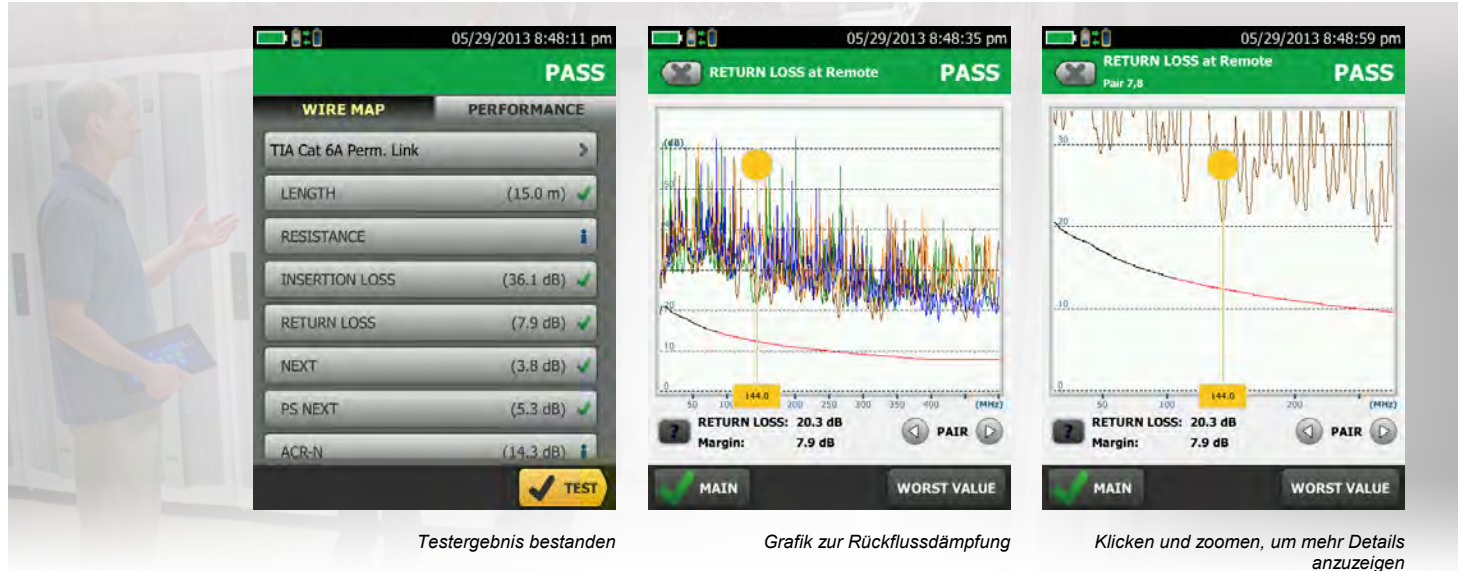 05/29/2013 8:48:11 pm
PASS
WIRE MAP
PERFORMANCE
TIA Cat 6A Perm. Link
LENGTH (15.0 m)
RESISTANCE
INSERTION LOSS (36.1 dB)
RETURN LOSS (7.9 dB)
NEXT (3.8 dB)
PS NEXT (5.3 dB)
ACR-N (14.3 dB)
TEST
Testergebnis bestanden
05/29/2013 8:48:35 pm
RETURN LOSS at Remote
PASS
(dB)
10
0
144.0
50 200 250 300 350 400 (MHz)
RETURN LOSS: 20.3 dB
Margin: 7.9 dB
PAIR
?
MAIN
WORST VALUE
Grafik zur Rückflussdämpfung
05/29/2013 8:48:59 pm
RETURN LOSS at Remote
Pair 7,8
PASS
30
20
10
0
144.0
50 100 200 (MHz)
RETURN LOSS: 20.3 dB
Margin: 7.9 dB
PAIR
?
MAIN
WORST VALUE
Klicken und zoomen, um mehr Details
anzuzeigen